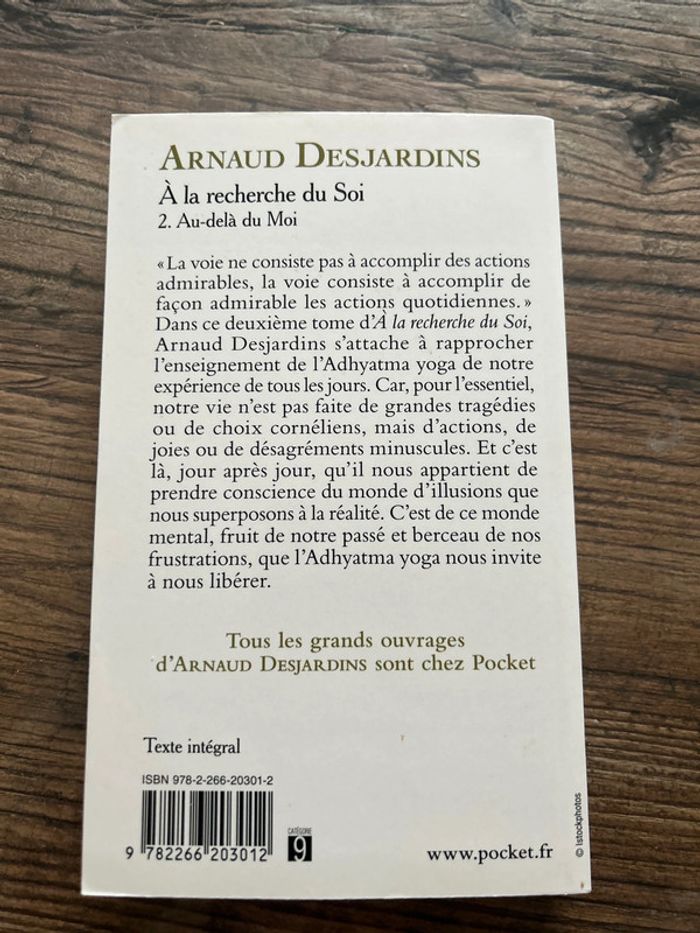 ARNAUD DESJARDINS
À la recherche du Soi
2. Au-delà du Moi
« La voie ne consiste pas à accomplir des actions
admirables, la voie consiste à accomplir de
façon admirable les actions quotidiennes. »
Dans ce deuxième tome d'À la recherche du Soi,
Arnaud Desjardins s'attache à rapprocher
l'enseignement de l'Adhyatma yoga de notre
expérience de tous les jours. Car, pour l'essentiel,
notre vie n'est pas faite de grandes tragédies
ou de choix cornéliens, mais d'actions, de
joies ou de désagréments minuscules. Et c'est
là, jour après jour, qu'il nous appartient de
prendre conscience du monde d'illusions que
nous superposons à la réalité. C'est de ce monde
mental, fruit de notre passé et berceau de nos
frustrations, que l'Adhyatma yoga nous invite
à nous libérer.
Tous les grands ouvrages
d'ARNAUD DESJARDINS sont chez Pocket
Texte intégral
ISBN 978-2-266-20301-2
9 782266 203012
CATÉGORIE
9
www.pocket.fr
© Istockphotos